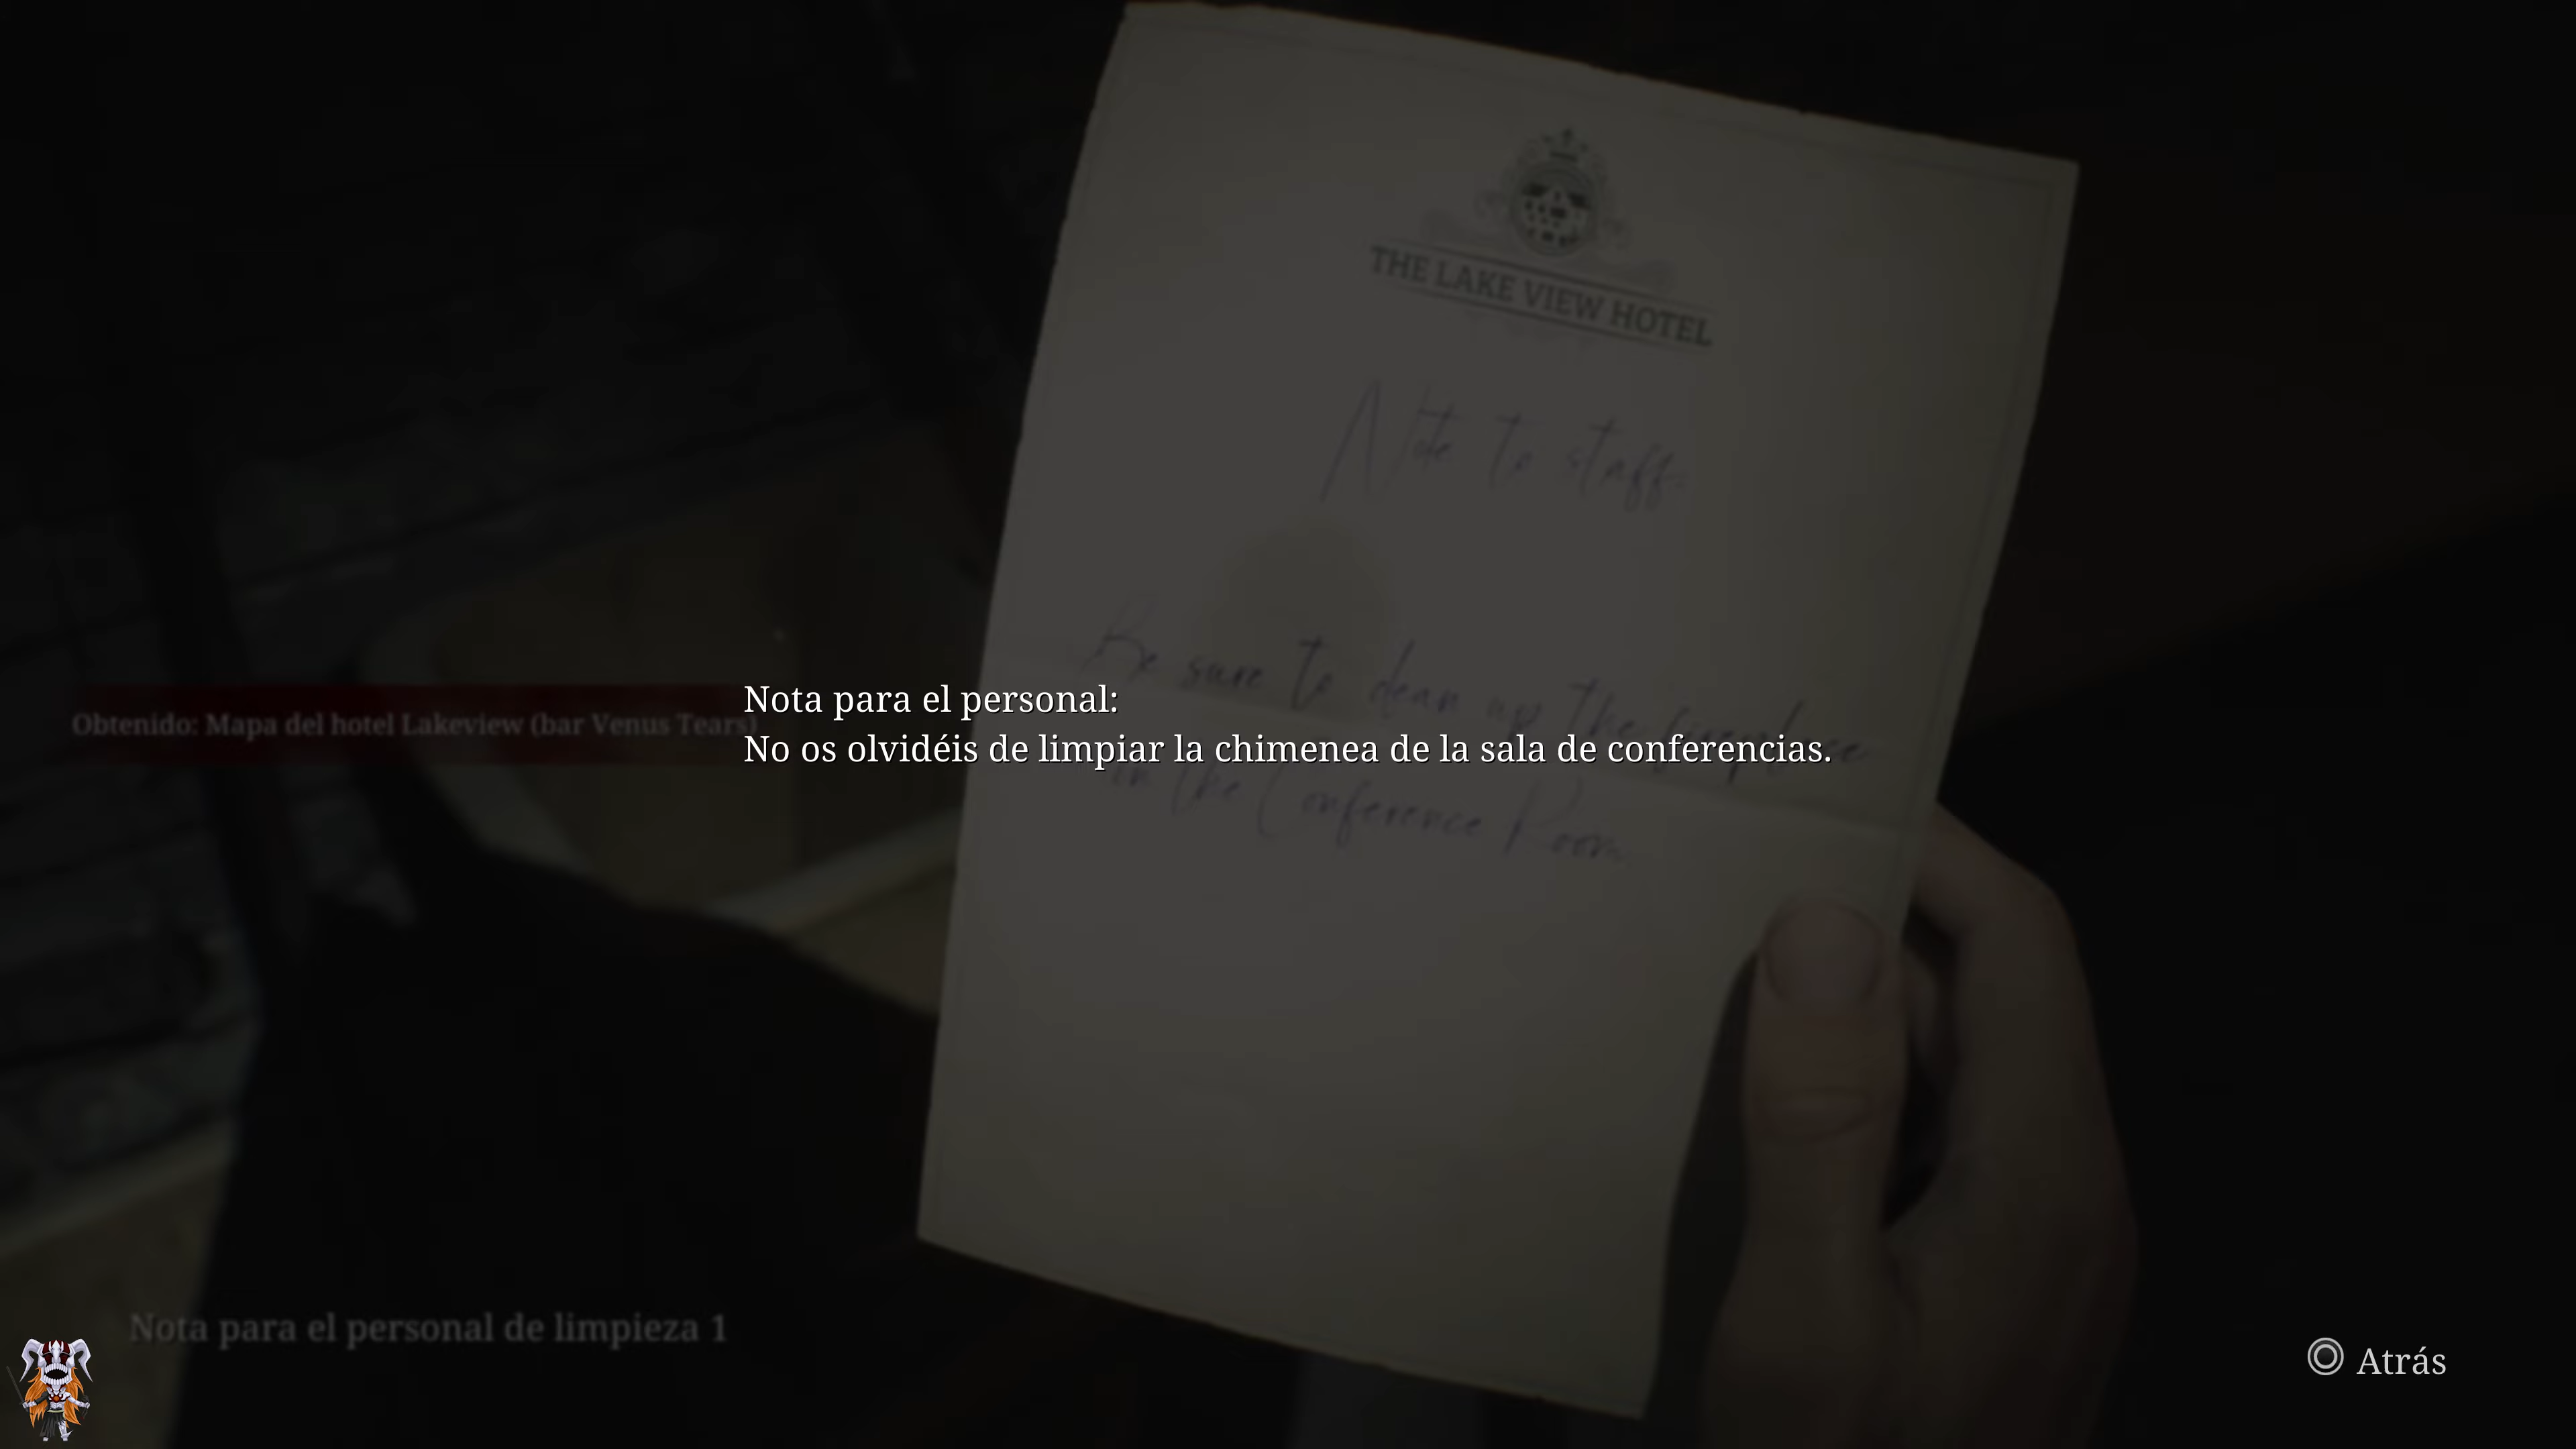 THE LAKE VIEW HOTEL
Note to staff:
Be sure to clean up the fireplace
in the Conference Room
Nota para el personal:
No os olvidéis de limpiar la chimenea de la sala de conferencias.
Obtenido: Mapa del hotel Lakeview (bar Venus Tears)
Nota para el personal de limpieza 1
Atrás